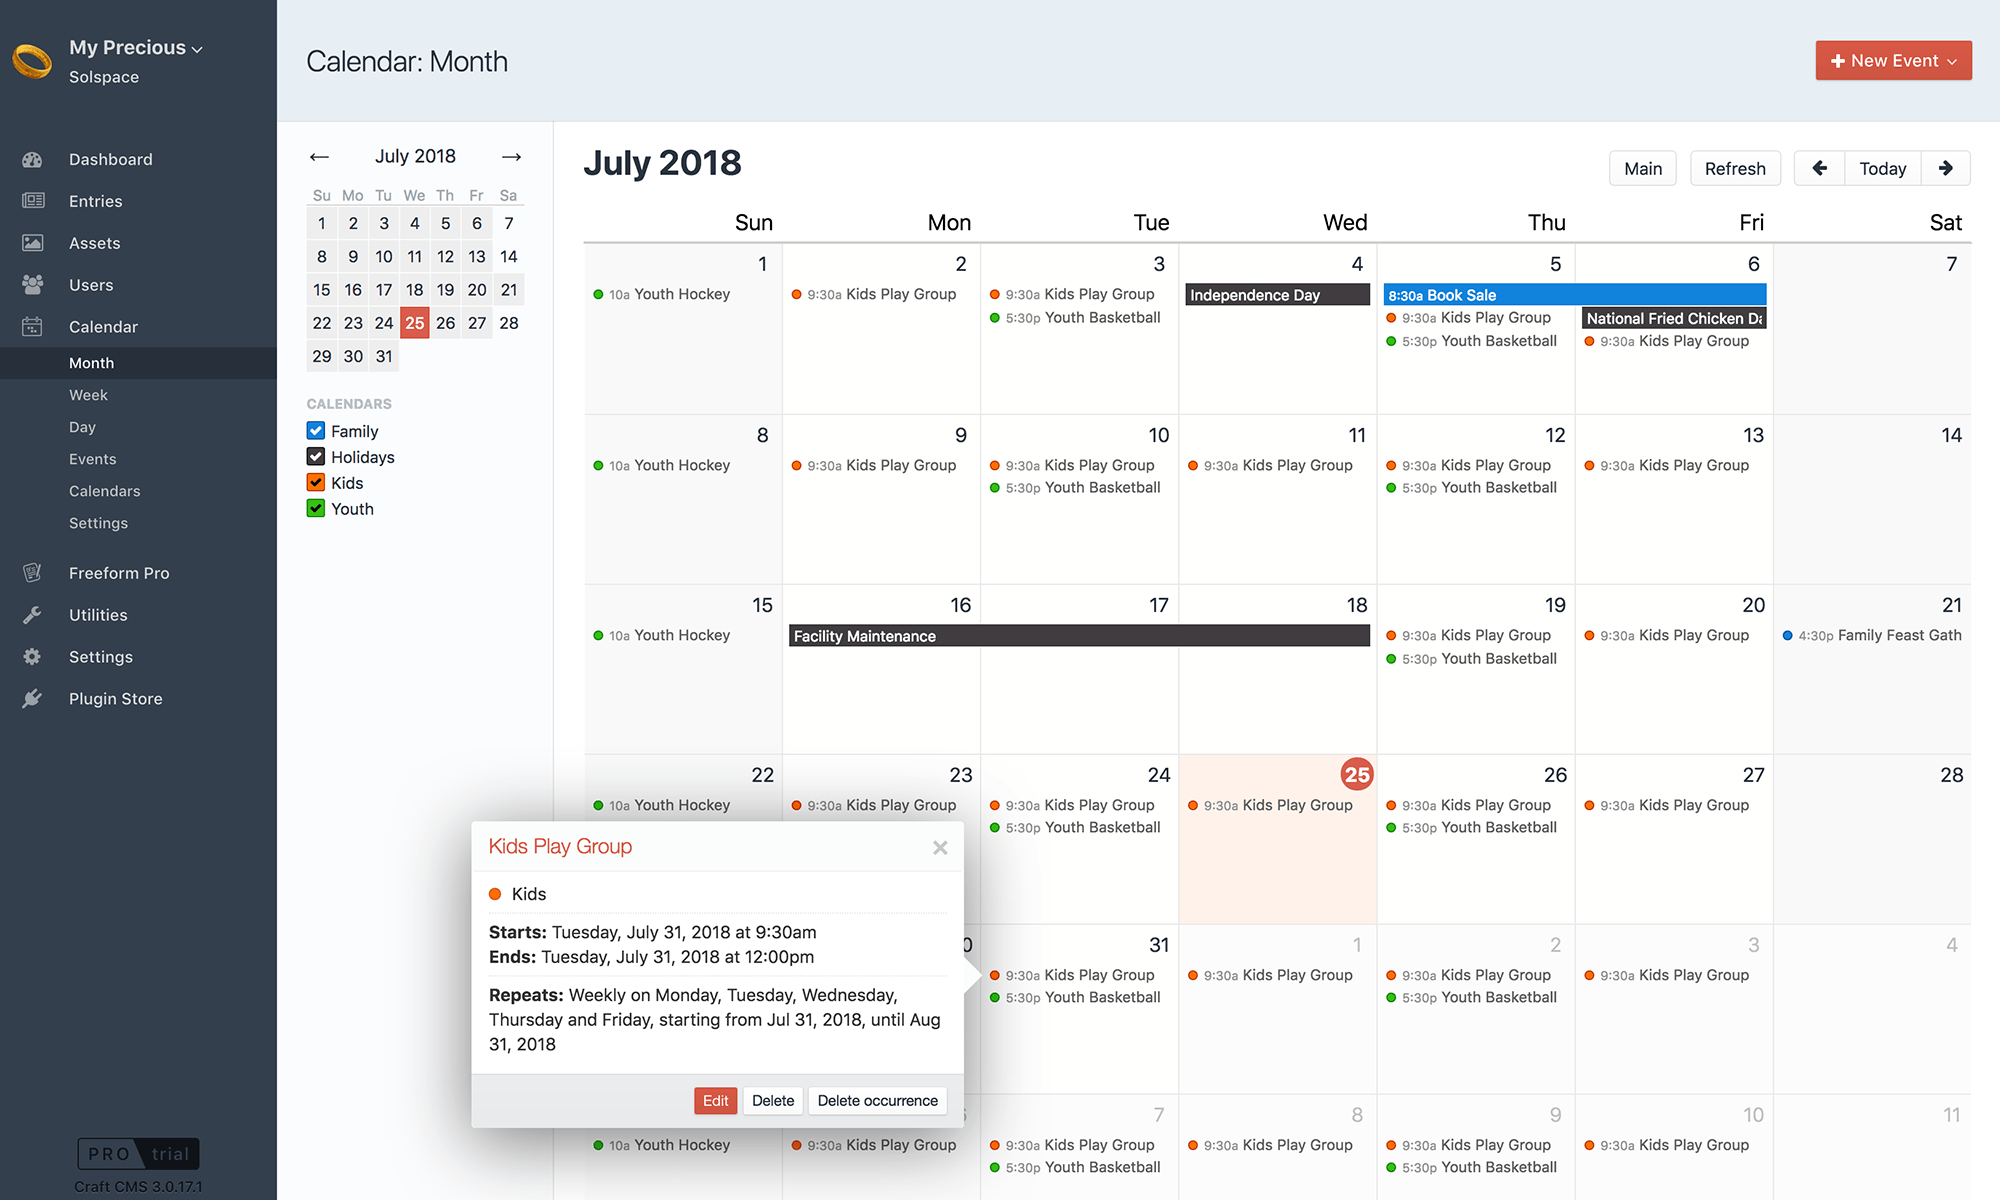 My Precious
Solspace
Dashboard
Entries
Assets
Users
Calendar
Month
Week
Day
Events
Calendars
Settings
Freeform Pro
Utilities
Settings
Plugin Store
PRO trial
Craft CMS 3.0.17.1
Calendar: Month
New Event
July 2018
Su Mo Tu We Th Fr Sa
1 2 3 4 5 6 7
8 9 10 11 12 13 14
15 16 17 18 19 20 21
22 23 24 25 26 27 28
29 30 31
CALENDARS
Family
Holidays
Kids
Youth
July 2018
Main Refresh Today
Sun Mon Tue Wed Thu Fri Sat
1 2 3 4 5 6 7
10a Youth Hockey 9:30a Kids Play Group 9:30a Kids Play Group Independence Day 8:30a Book Sale
5:30p Youth Basketball 9:30a Kids Play Group National Fried Chicken Da
5:30p Youth Basketball 9:30a Kids Play Group
8 9 10 11 12 13 14
10a Youth Hockey 9:30a Kids Play Group 9:30a Kids Play Group 9:30a Kids Play Group 9:30a Kids Play Group 9:30a Kids Play Group
5:30p Youth Basketball 5:30p Youth Basketball
15 16 17 18 19 20 21
10a Youth Hockey Facility Maintenance 9:30a Kids Play Group 9:30a Kids Play Group 4:30p Family Feast Gath
5:30p Youth Basketball
22 23 24 25 26 27 28
10a Youth Hockey 9:30a Kids Play Group 9:30a Kids Play Group 9:30a Kids Play Group 9:30a Kids Play Group 9:30a Kids Play Group
5:30p Youth Basketball 5:30p Youth Basketball
0 31 1 2 3 4
9:30a Kids Play Group 9:30a Kids Play Group 9:30a Kids Play Group 9:30a Kids Play Group
5:30p Youth Basketball 5:30p Youth Basketball
7 8 9 10 11
10a Youth Hockey 9:30a Kids Play Group 9:30a Kids Play Group 9:30a Kids Play Group 9:30a Kids Play Group 9:30a Kids Play Group
5:30p Youth Basketball 5:30p Youth Basketball
Kids Play Group
Kids
Starts: Tuesday, July 31, 2018 at 9:30am
Ends: Tuesday, July 31, 2018 at 12:00pm
Repeats: Weekly on Monday, Tuesday, Wednesday,
Thursday and Friday, starting from Jul 31, 2018, until Aug
31, 2018
Edit Delete Delete occurrence